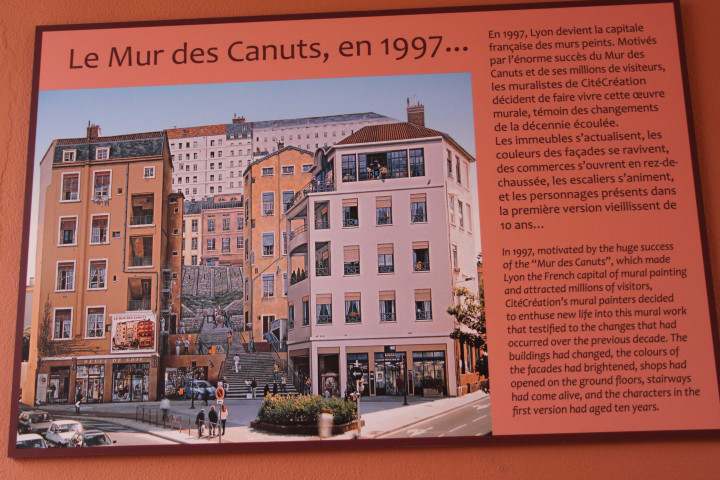 Le Mur des Canuts, en 1997...
En 1997, Lyon devient la capitale
française des murs peints. Motivés
par l'énorme succès du Mur des
Canuts et de ses millions de visiteurs,
les muralistes de CitéCréation
décident de faire vivre cette œuvre
murale, témoin des changements
de la décennie écoulée.
Les immeubles s'actualisent, les
couleurs des façades se ravivent,
des commerces s'ouvrent en rez-de-
chaussée, les escaliers s'animent,
et les personnages présents dans
la première version vieillissent de
10 ans...
In 1997, motivated by the huge success
of the "Mur des Canuts", which made
Lyon the French capital of mural painting
and attracted millions of visitors,
CitéCréation's mural painters decided
to enthuse new life into this mural work
that testified to the changes that had
occurred over the previous decade. The
buildings had changed, the colours of
the facades had brightened, shops had
opened on the ground floors, stairways
had come alive, and the characters in the
first version had aged ten years.
LE MUR DES CANUTS